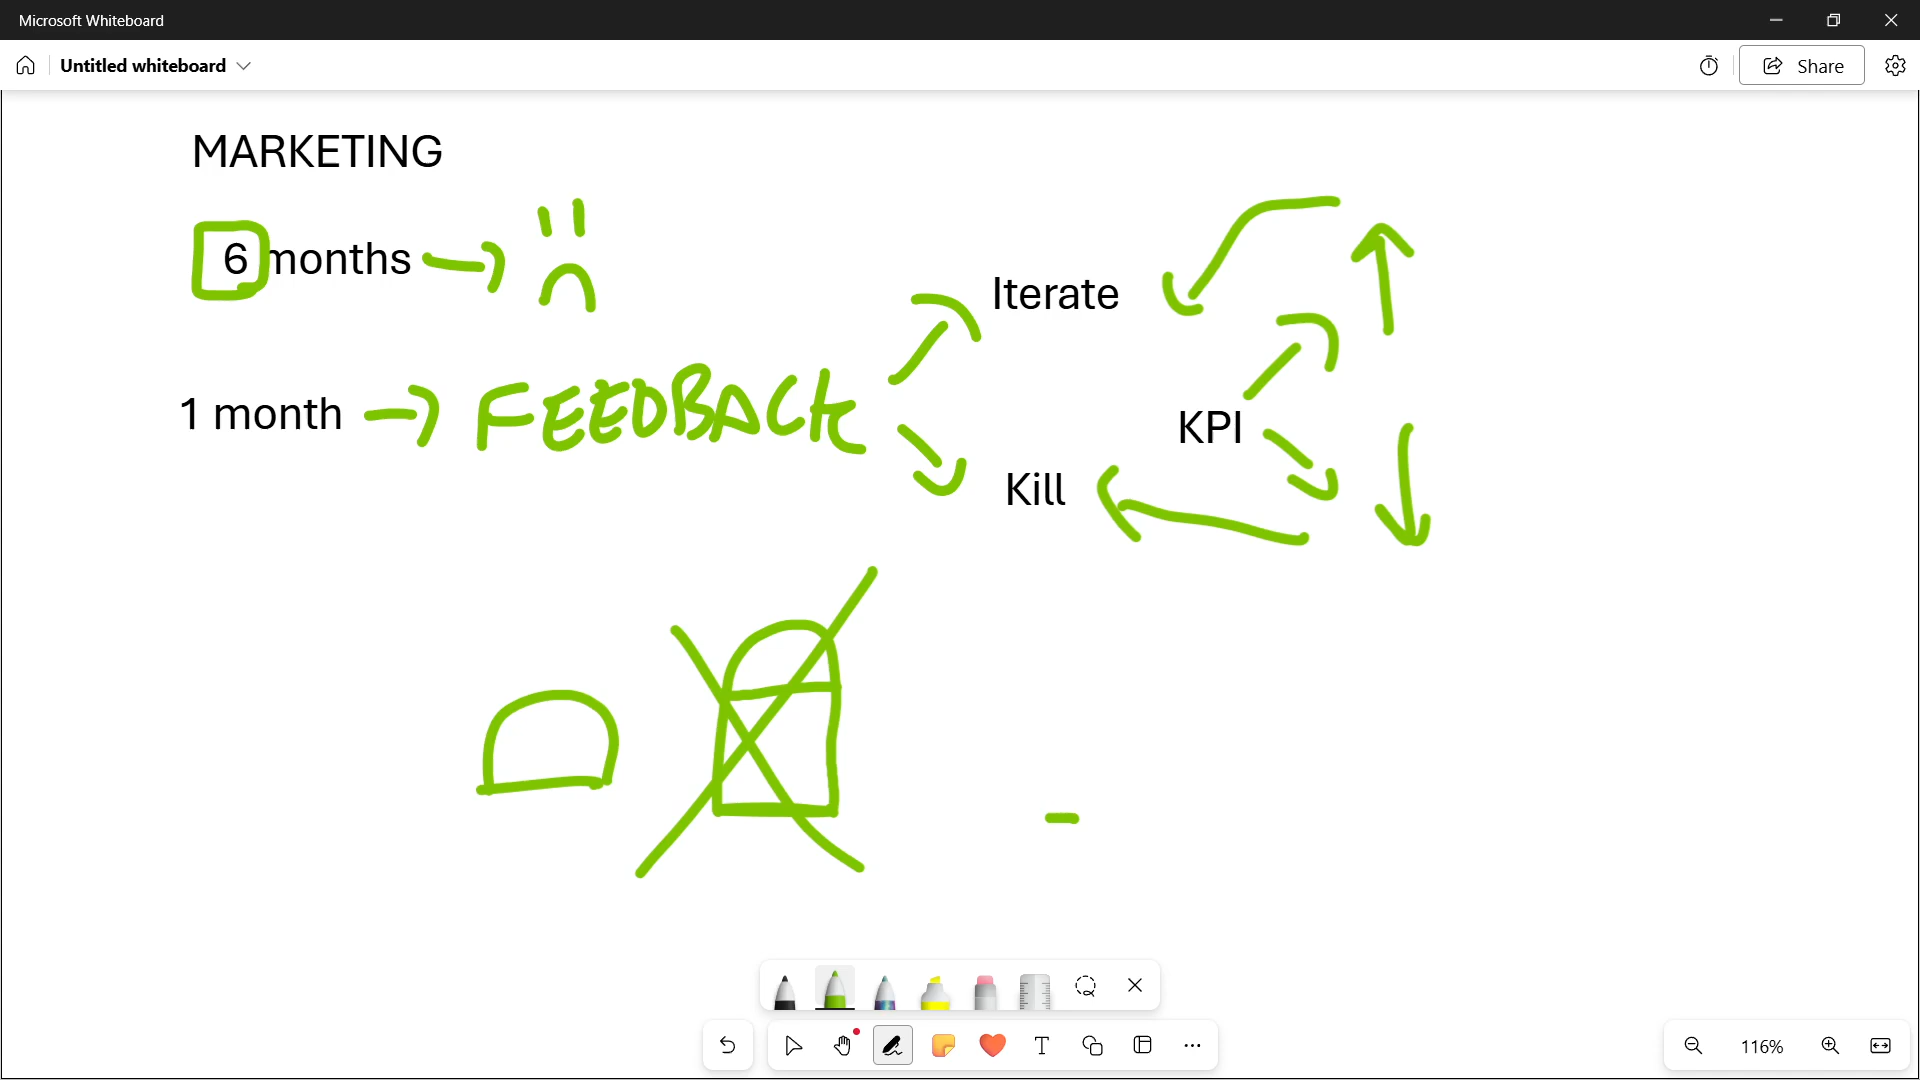 Microsoft Whiteboard
Untitled whiteboard
Share
MARKETING
6 months
Iterate
1 month
FEEDBACK
KPI
Kill
116%